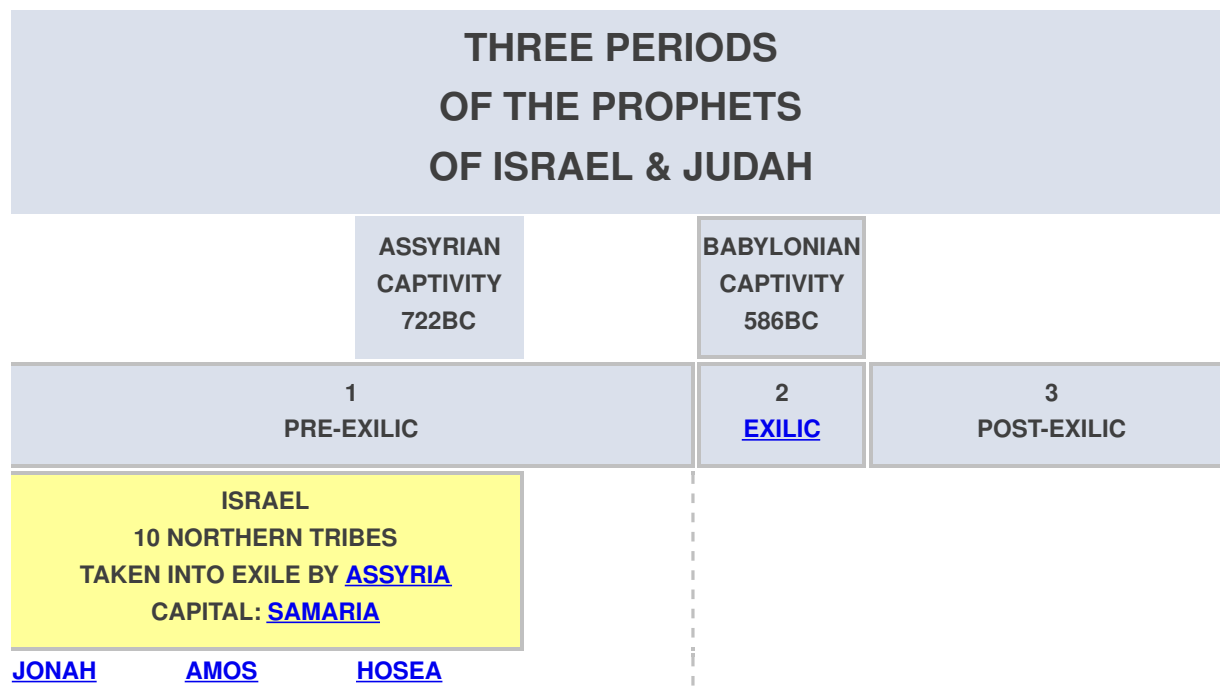 THREE PERIODS
OF THE PROPHETS
OF ISRAEL & JUDAH
ASSYRIAN
CAPTIVITY
722BC
BABYLONIAN
CAPTIVITY
586BC
1
PRE-EXILIC
2
EXILIC
3
POST-EXILIC
ISRAEL
10 NORTHERN TRIBES
TAKEN INTO EXILE BY ASSYRIA
CAPITAL: SAMARIA
JONAH AMOS HOSEA